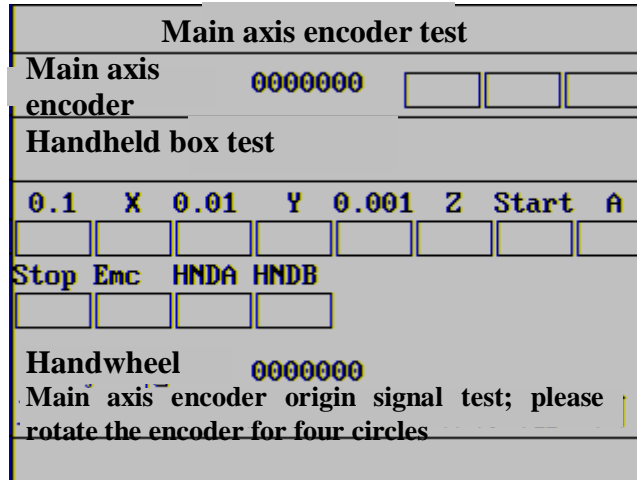 Main axis encoder test
Main axis 0000000
encoder
Handheld box test
0.1 X 0.01 Y 0.001 Z Start A
Stop Emc HNDA HNDB
Handwheel 0000000
Main axis encoder origin signal test; please
rotate the encoder for four circles